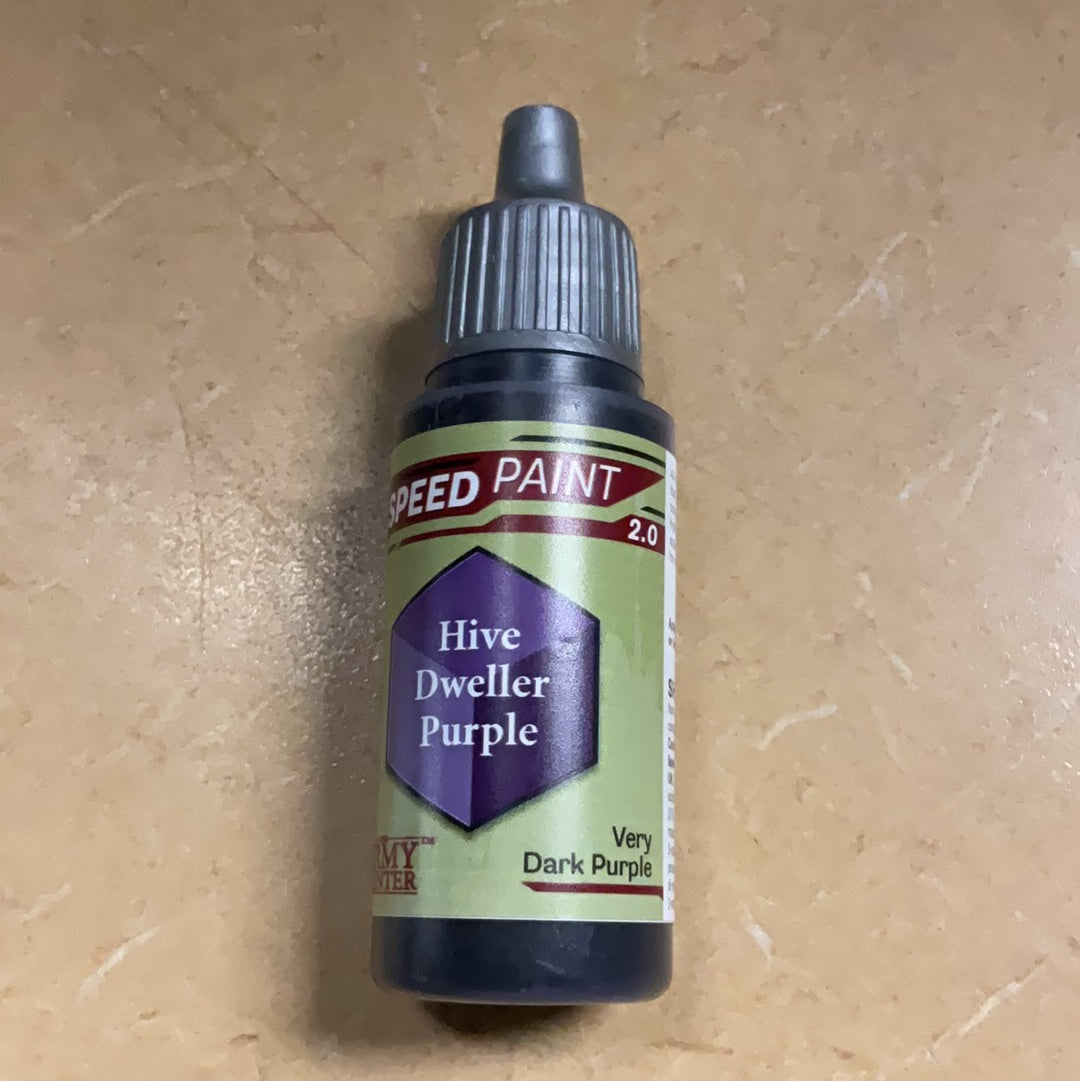 SPEED PAINT
2.0
Hive
Dweller
Purple
Very
Dark Purple